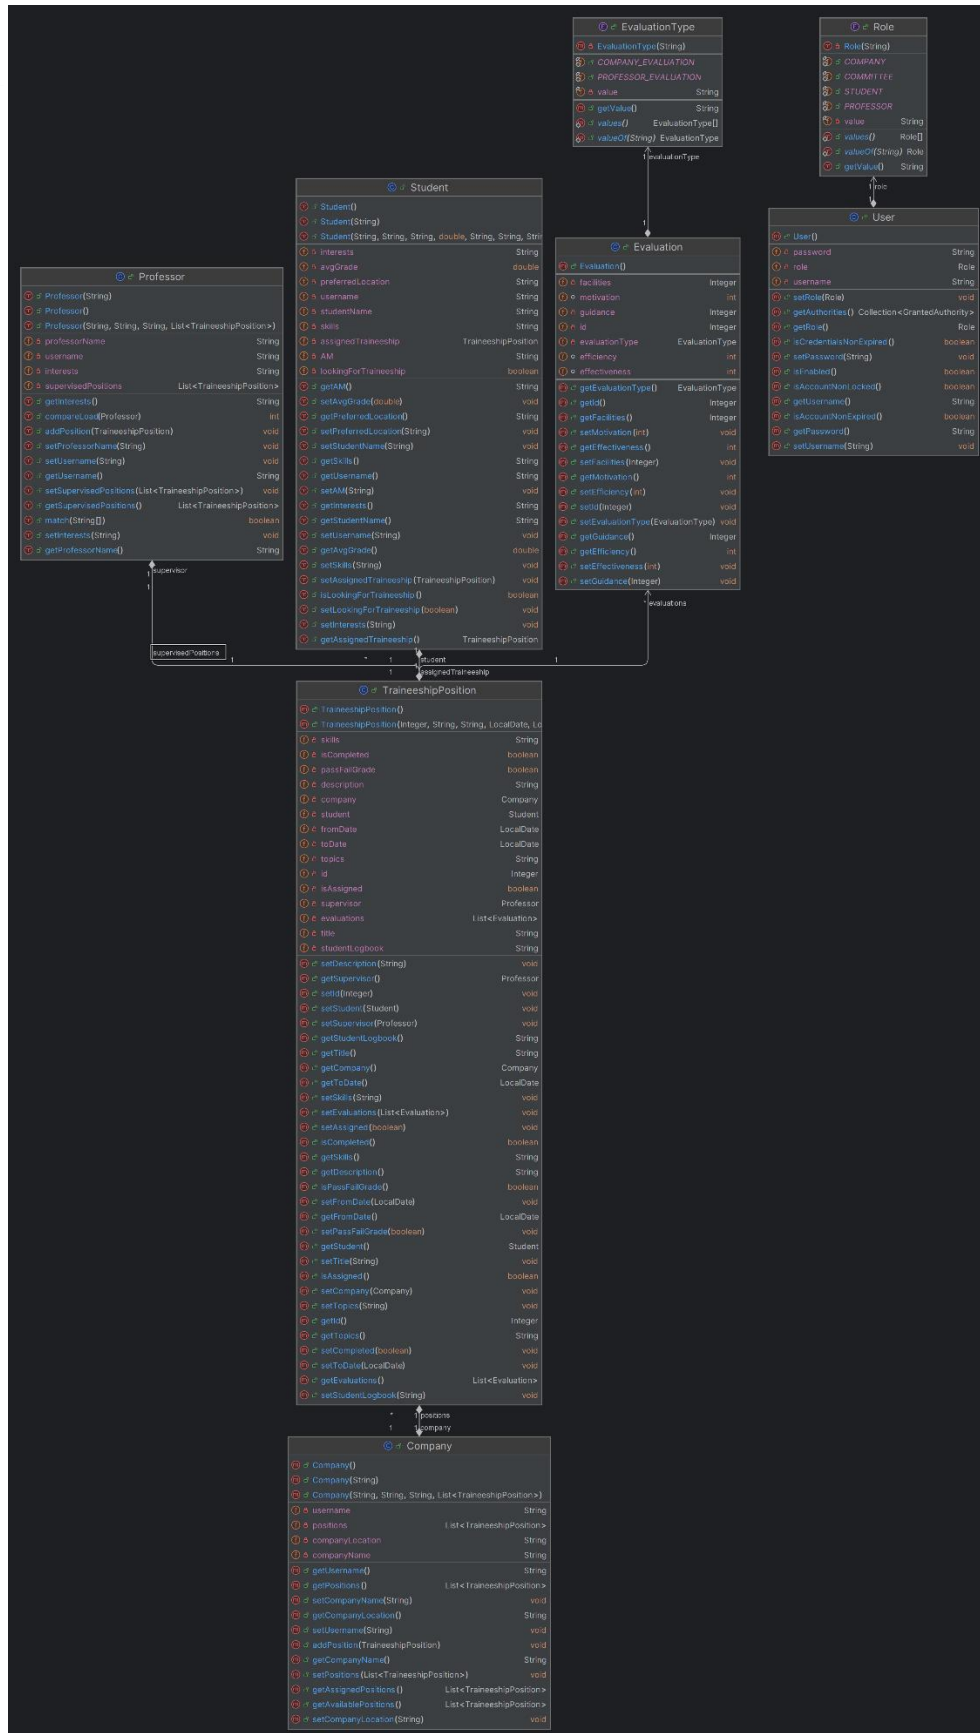 EvaluationType
EvaluationType(String)
COMPANY_EVALUATION
PROFESSOR_EVALUATION
value String
getValue() String
values() EvaluationType[]
valueOf(String) EvaluationType
1 evaluationType
1
Role
Role(String)
COMPANY
COMMITTEE
STUDENT
PROFESSOR
value String
values() Role[]
valueOf(String) Role
getValue() String
1 role
1
User
User()
password String
role Role
username String
setRole(Role) void
getAuthorities() Collection<GrantedAuthority>
getRole() Role
isCredentialsNonExpired() boolean
setPassword(String) void
isEnabled() boolean
isAccountNonLocked() boolean
getUsername() String
isAccountNonExpired() boolean
getPassword() String
setUsername(String) void
Student
Student()
Student(String)
Student(String, String, String, double, String, String, Strin
interests String
avgGrade double
preferredLocation String
username String
studentName String
skills String
assignedTraineeship TraineeshipPosition
AM String
lookingForTraineeship boolean
getAM() String
setAvgGrade(double) void
getPreferredLocation() String
setPreferredLocation(String) void
setStudentName(String) void
getSkills() String
getUsername() String
setAM(String) void
getInterests() String
getStudentName() String
setUsername(String) void
getAvgGrade() double
setSkills(String) void
setAssignedTraineeship(TraineeshipPosition) void
isLookingForTraineeship() boolean
setLookingForTraineeship(boolean) void
setInterests(String) void
getAssignedTraineeship() TraineeshipPosition
Evaluation
Evaluation()
facilities Integer
motivation int
guidance Integer
id Integer
evaluationType EvaluationType
efficiency int
effectiveness int
getEvaluationType() EvaluationType
getId() Integer
getFacilities() Integer
setMotivation(int) void
getEffectiveness() int
setFacilities(Integer) void
getMotivation() int
setEfficiency(int) void
setId(Integer) void
setEvaluationType(EvaluationType) void
getGuidance() Integer
getEfficiency() int
setEffectiveness(int) void
setGuidance(Integer) void
* evaluations
Professor
Professor(String)
Professor()
Professor(String, String, String, List<TraineeshipPosition>)
professorName String
username String
interests String
supervisedPositions List<TraineeshipPosition>
getInterests() String
compareLoad(Professor) int
addPosition(TraineeshipPosition) void
setProfessorName(String) void
setUsername(String) void
getUsername() String
setSupervisedPositions(List<TraineeshipPosition>) void
getSupervisedPositions() List<TraineeshipPosition>
match(String[]) boolean
setInterests(String) void
getProfessorName() String
1 supervisor
1
supervisedPositions
1 * 1 1 student 1
1 1 assignedTraineeship
TraineeshipPosition
TraineeshipPosition()
TraineeshipPosition(Integer, String, String, LocalDate, Lo
skills String
isCompleted boolean
passFailGrade boolean
description String
company Company
student Student
fromDate LocalDate
toDate LocalDate
topics String
id Integer
isAssigned boolean
supervisor Professor
evaluations List<Evaluation>
title String
studentLogbook String
setDescription(String) void
getSupervisor() Professor
setId(Integer) void
setStudent(Student) void
setSupervisor(Professor) void
getStudentLogbook() String
getTitle() String
getCompany() Company
getToDate() LocalDate
setSkills(String) void
setEvaluations(List<Evaluation>) void
setAssigned(boolean) void
isCompleted() boolean
getSkills() String
getDescription() String
isPassFailGrade() boolean
setFromDate(LocalDate) void
getFromDate() LocalDate
setPassFailGrade(boolean) void
getStudent() Student
setTitle(String) void
isAssigned() boolean
setCompany(Company) void
setTopics(String) void
getId() Integer
getTopics() String
setCompleted(boolean) void
setToDate(LocalDate) void
getEvaluations() List<Evaluation>
setStudentLogbook(String) void
* 1 positions
1 1 company
Company
Company()
Company(String)
Company(String, String, String, List<TraineeshipPosition>)
username String
positions List<TraineeshipPosition>
companyLocation String
companyName String
getUsername() String
getPositions() List<TraineeshipPosition>
setCompanyName(String) void
getCompanyLocation() String
setUsername(String) void
addPosition(TraineeshipPosition) void
getCompanyName() String
setPositions(List<TraineeshipPosition>) void
getAssignedPositions() List<TraineeshipPosition>
getAvailablePositions() List<TraineeshipPosition>
setCompanyLocation(String) void